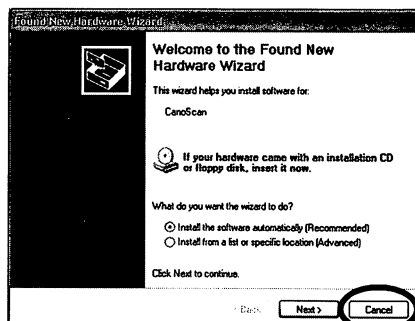 Found New Hardware Wizard
Welcome to the Found New
Hardware Wizard
This wizard helps you install software for:
CanoScan
If your hardware came with an installation CD
or floppy disk, insert it now.
What do you want the wizard to do?
Install the software automatically (Recommended)
Install from a list or specific location (Advanced)
Click Next to continue.
< Back Next > Cancel